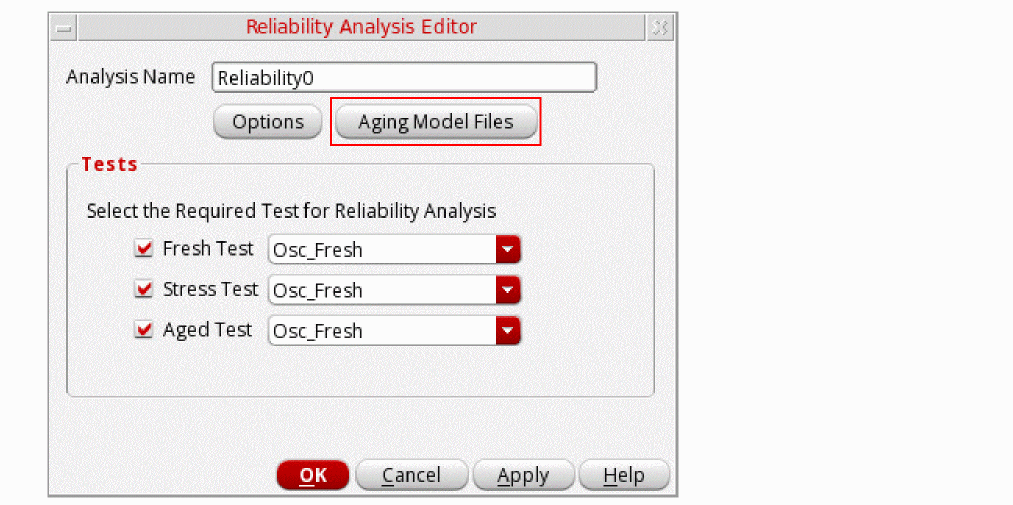 Reliability Analysis Editor
Analysis Name Reliability0
Options Aging Model Files
Tests
Select the Required Test for Reliability Analysis
Fresh Test Osc_Fresh
Stress Test Osc_Fresh
Aged Test Osc_Fresh
OK Cancel Apply Help